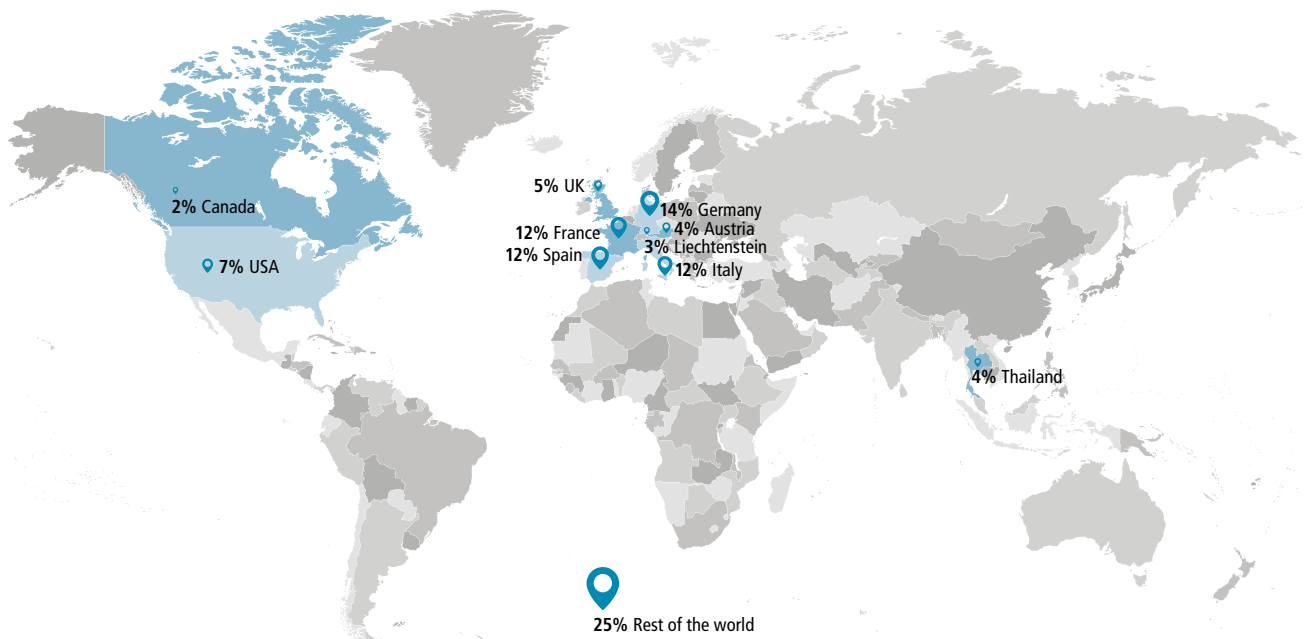 2% Canada
7% USA
5% UK
12% France
12% Spain
14% Germany
4% Austria
3% Liechtenstein
12% Italy
4% Thailand
25% Rest of the world